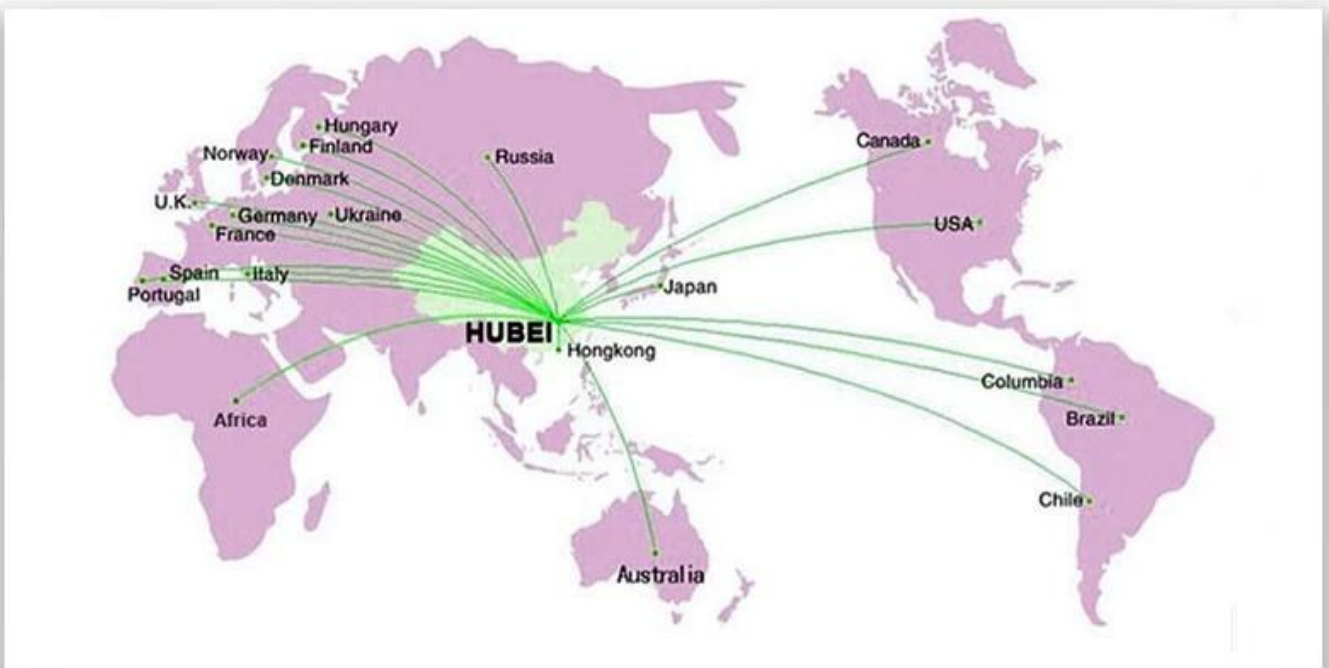 Hungary
Finland
Norway
Russia
Canada
Denmark
U.K.
Germany
Ukraine
USA
France
Spain
Italy
Portugal
Japan
HUBEI
Hongkong
Columbia
Africa
Brazil
Chile
Australia